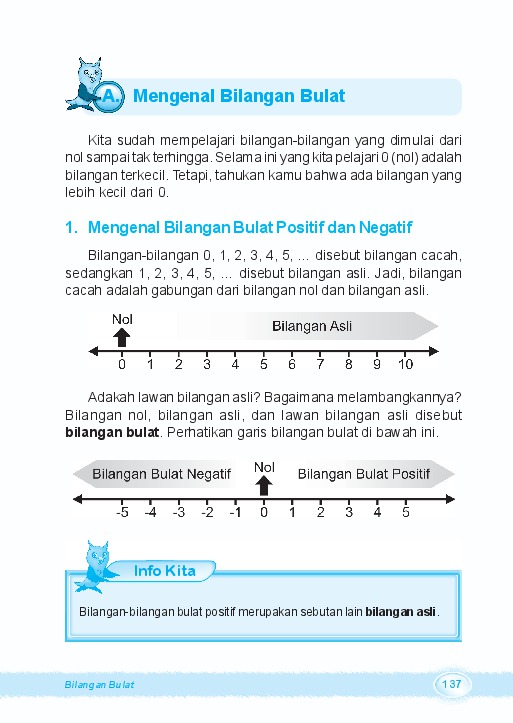 A. Mengenal Bilangan Bulat
Kita sudah mempelajari bilangan-bilangan yang dimulai dari
nol sampai tak terhingga. Selama ini yang kita pelajari 0 (nol) adalah
bilangan terkecil. Tetapi, tahukan kamu bahwa ada bilangan yang
lebih kecil dari 0.
1. Mengenal Bilangan Bulat Positif dan Negatif
Bilangan-bilangan 0, 1, 2, 3, 4, 5, ... disebut bilangan cacah,
sedangkan 1, 2, 3, 4, 5, ... disebut bilangan asli. Jadi, bilangan
cacah adalah gabungan dari bilangan nol dan bilangan asli.
Nol Bilangan Asli
0 1 2 3 4 5 6 7 8 9 10
Adakah lawan bilangan asli? Bagaimana melambangkannya?
Bilangan nol, bilangan asli, dan lawan bilangan asli disebut
bilangan bulat. Perhatikan garis bilangan bulat di bawah ini.
Bilangan Bulat Negatif Nol Bilangan Bulat Positif
-5 -4 -3 -2 -1 0 1 2 3 4 5
Info Kita
Bilangan-bilangan bulat positif merupakan sebutan lain bilangan asli.
Bilangan Bulat 137